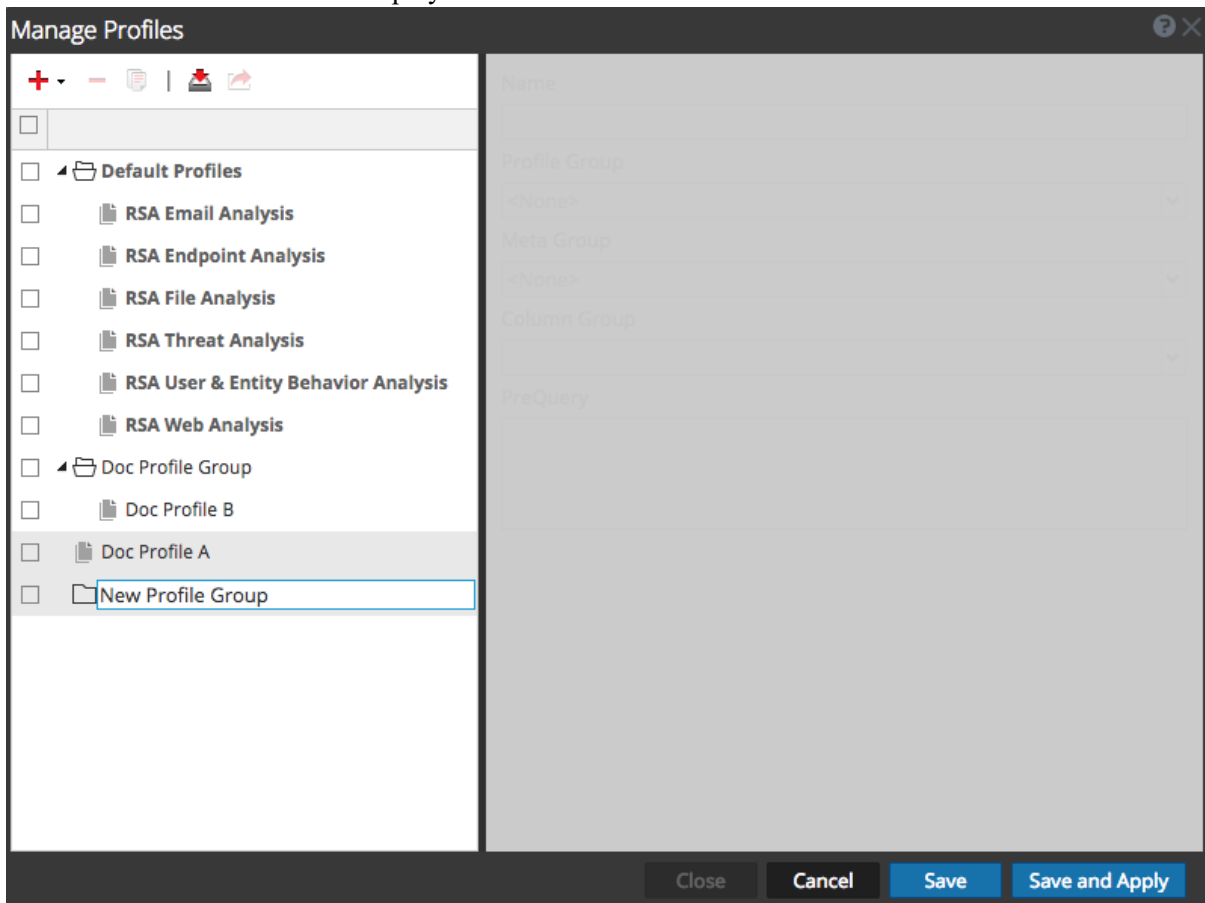 Manage Profiles
Name
Profile Group
Default Profiles
<None>
RSA Email Analysis
Meta Group
RSA Endpoint Analysis
<None>
RSA File Analysis
Column Group
RSA Threat Analysis
RSA User & Entity Behavior Analysis
PreQuery
RSA Web Analysis
Doc Profile Group
Doc Profile B
Doc Profile A
New Profile Group
Close Cancel Save Save and Apply